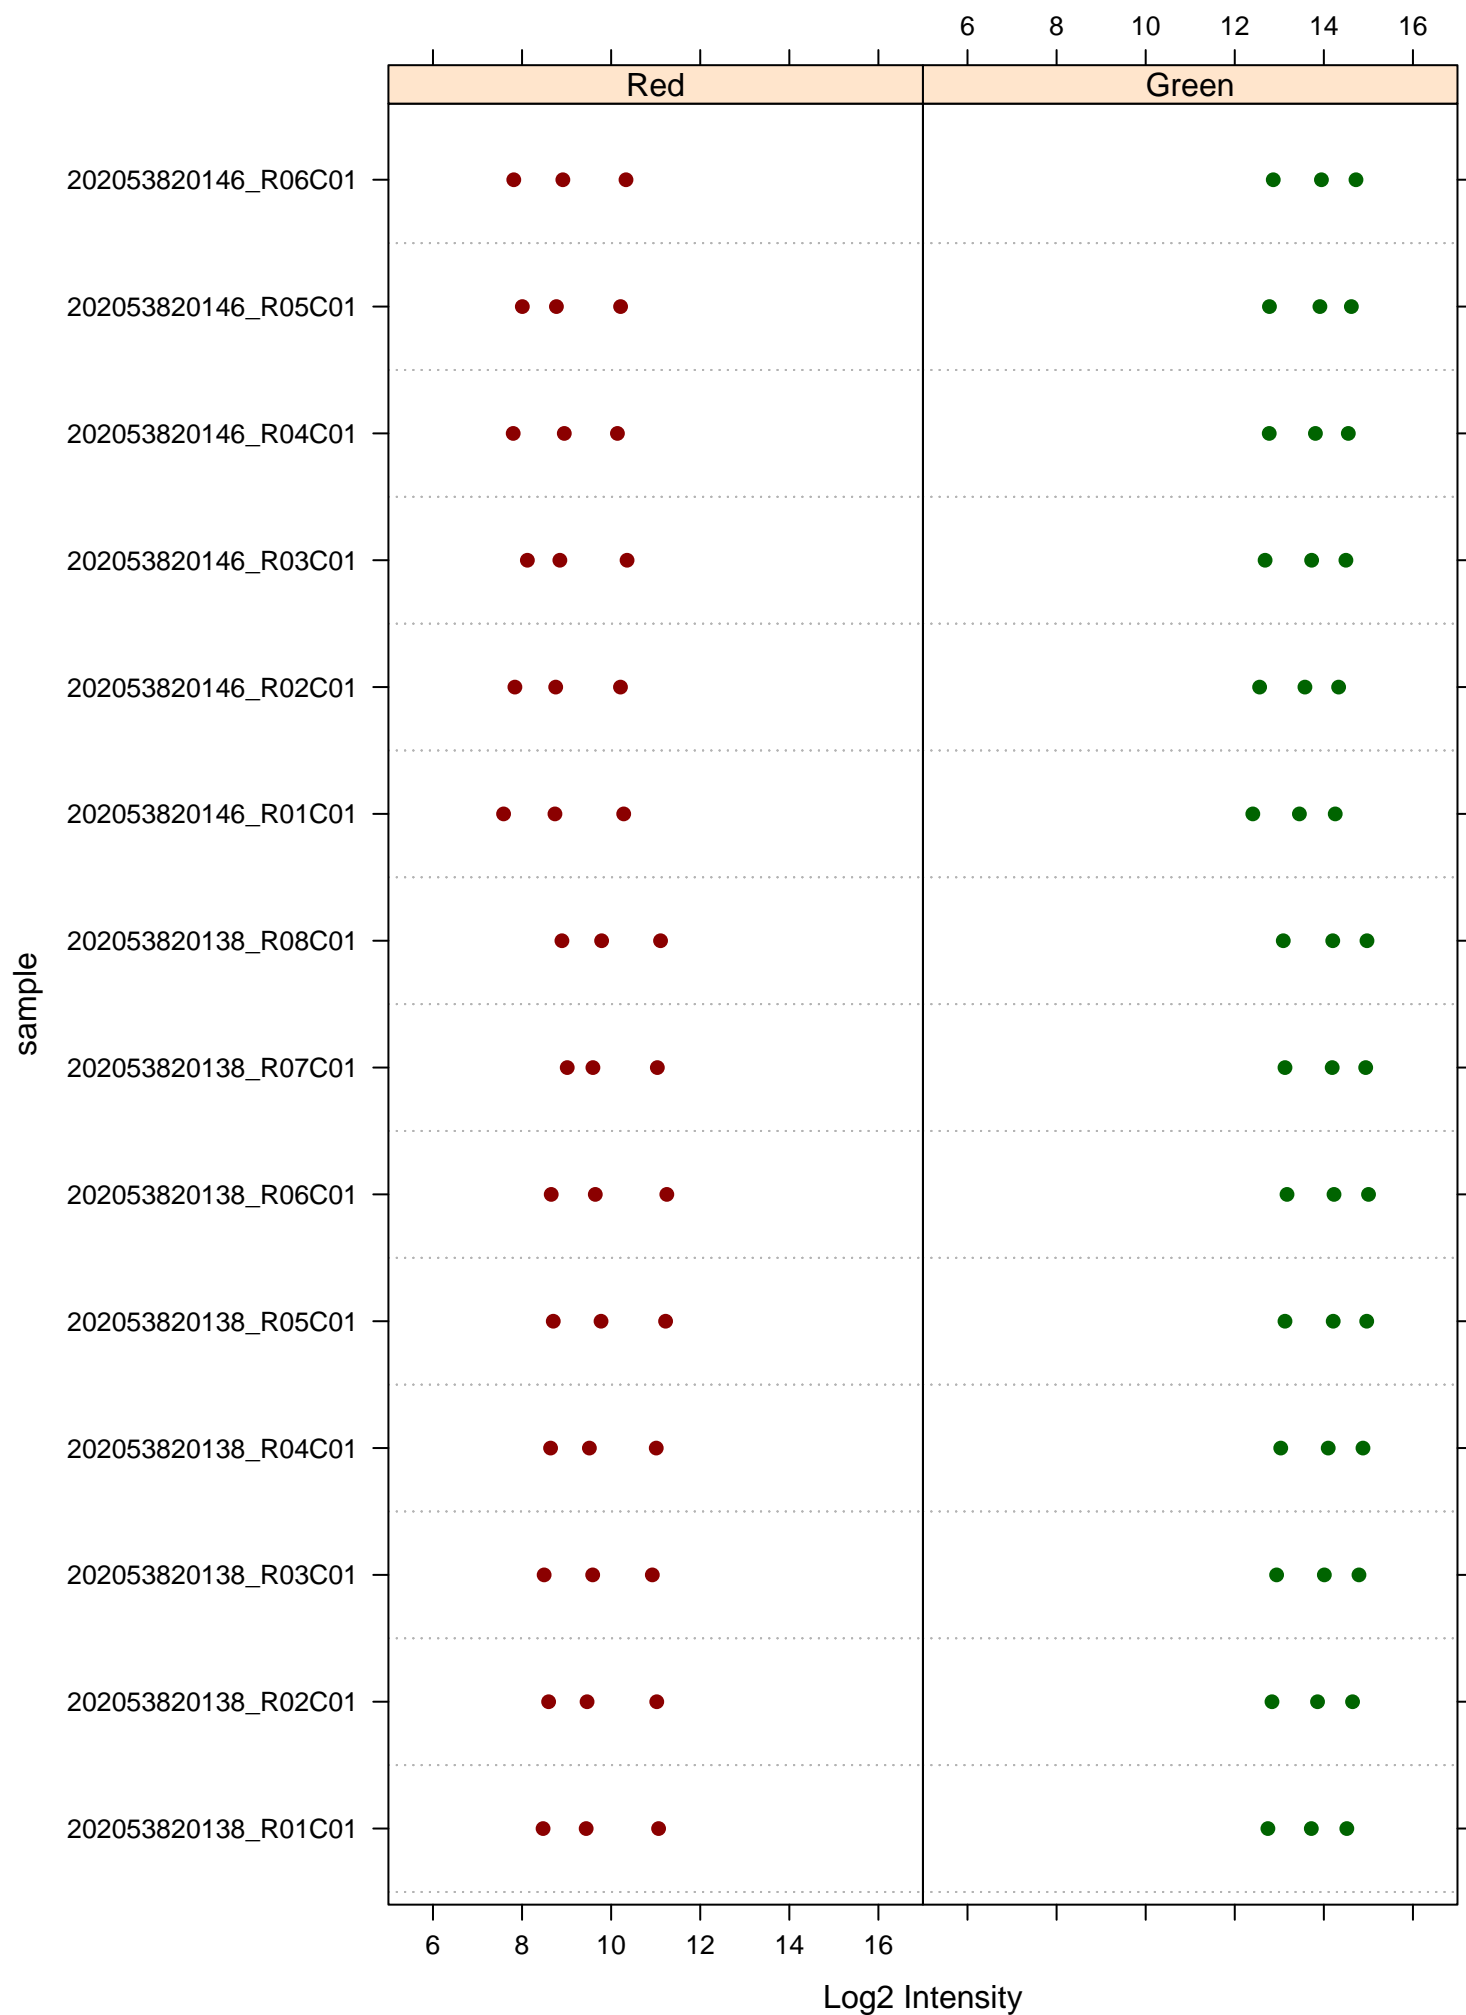 6 8 10 12 14 16
Red Green
202053820146_R06C01
202053820146_R05C01
202053820146_R04C01
202053820146_R03C01
202053820146_R02C01
202053820146_R01C01
202053820138_R08C01
sample
202053820138_R07C01
202053820138_R06C01
202053820138_R05C01
202053820138_R04C01
202053820138_R03C01
202053820138_R02C01
202053820138_R01C01
6 8 10 12 14 16
Log2 Intensity